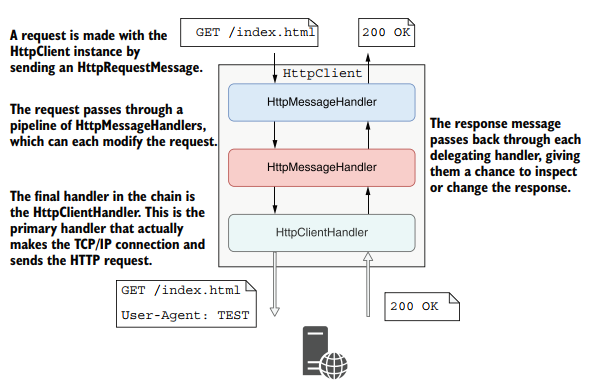 A request is made with the
HttpClient instance by
sending an HttpRequestMessage.
GET /index.html
200 OK
HttpClient
HttpMessageHandler
The request passes through a
pipeline of HttpMessageHandlers,
which can each modify the request.
HttpMessageHandler
The response message
passes back through each
delegating handler, giving
them a chance to inspect
or change the response.
The final handler in the chain is
the HttpClientHandler. This is the
primary handler that actually
makes the TCP/IP connection and
sends the HTTP request.
HttpClientHandler
GET /index.html
User-Agent: TEST
200 OK